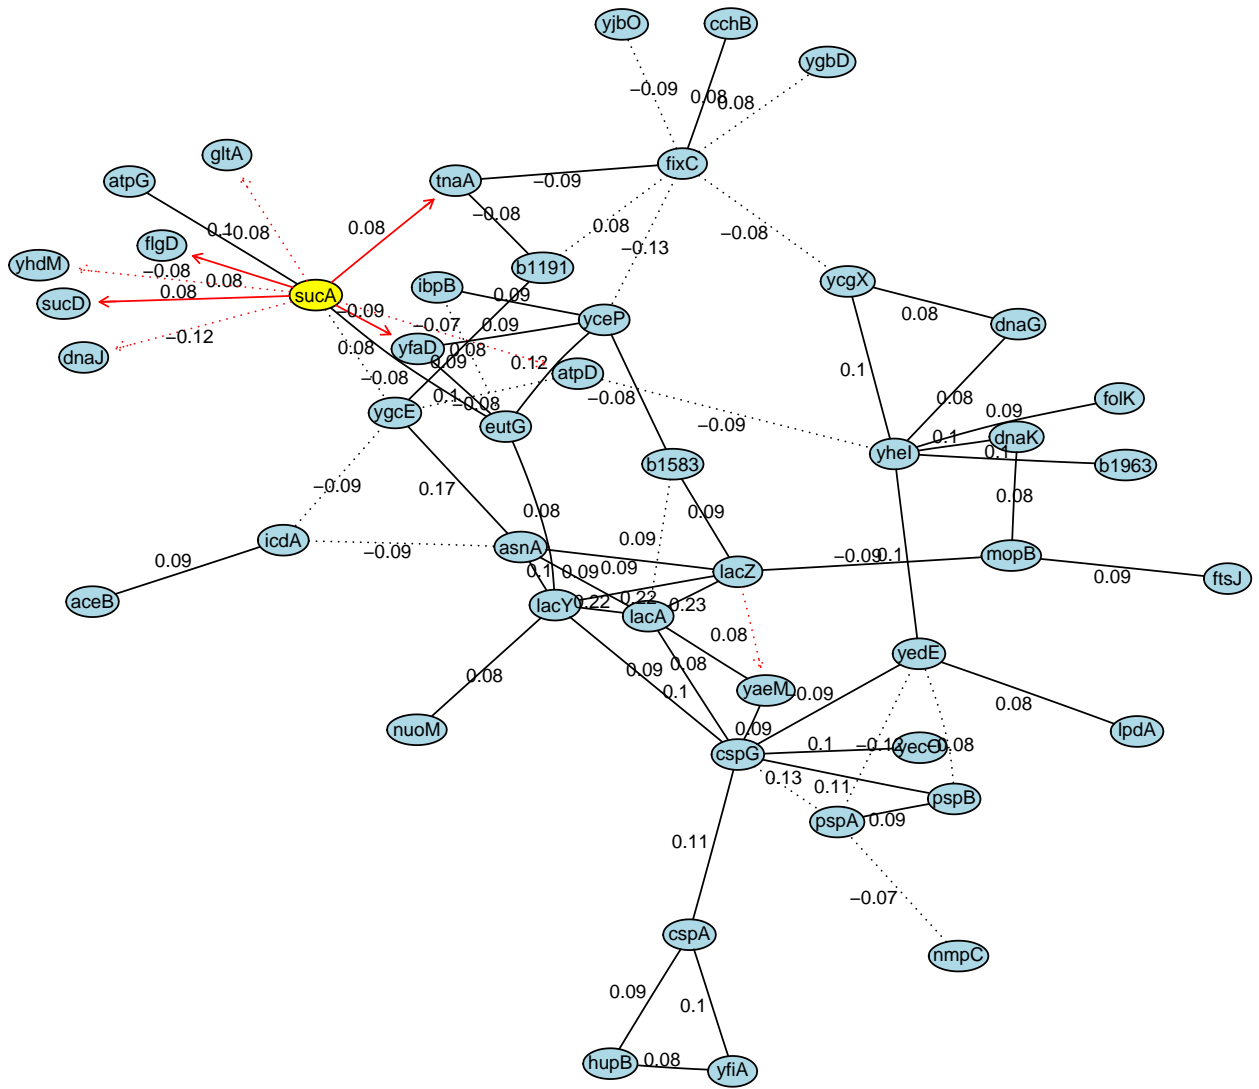 yjbO
cchB
ygbD
−0.09
0.08
0.08
gltA
fixC
atpG
tnaA
−0.09
−0.08
0.1
−0.08
0.08
0.08
−0.13
−0.08
flgD
yhdM
−0.08
0.08
b1191
sucD
0.08
sucA
ibpB
0.09
ycgX
−0.09
−0.07
0.09
yceP
dnaG
0.08
−0.12
dnaJ
yfaD
0.08
0.08
0.09
0.12
atpD
0.1
−0.08
0.1
−0.08
−0.08
0.08
folK
ygcE
eutG
−0.09
0.09
yheI
0.1
dnaK
0.1
b1963
b1583
−0.09
0.17
0.08
0.08
0.09
icdA
−0.09
asnA
0.09
−0.09
0.1
mopB
0.09
0.1
0.09
0.09
lacZ
0.09
ftsJ
aceB
lacY
0.22
0.22
0.23
lacA
0.08
yedE
0.08
0.09
0.08
0.1
yaeM
−0.09
0.08
nuoM
0.09
lpdA
cspG
0.1
−0.12
yecO
−0.08
0.13
0.11
pspB
pspA
0.09
0.11
−0.07
cspA
nmpC
0.09
0.1
hupB
0.08
yfiA